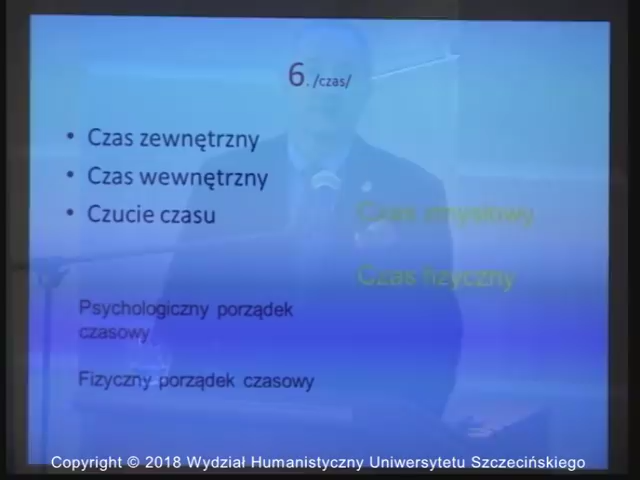 6. /czas/
• Czas zewnętrzny
• Czas wewnętrzny
• Czucie czasu
Czas zmysłowy
Czas fizyczny
Psychologiczny porządek
czasowy
Fizyczny porządek czasowy
Copyright © 2018 Wydział Humanistyczny Uniwersytetu Szczecińskiego